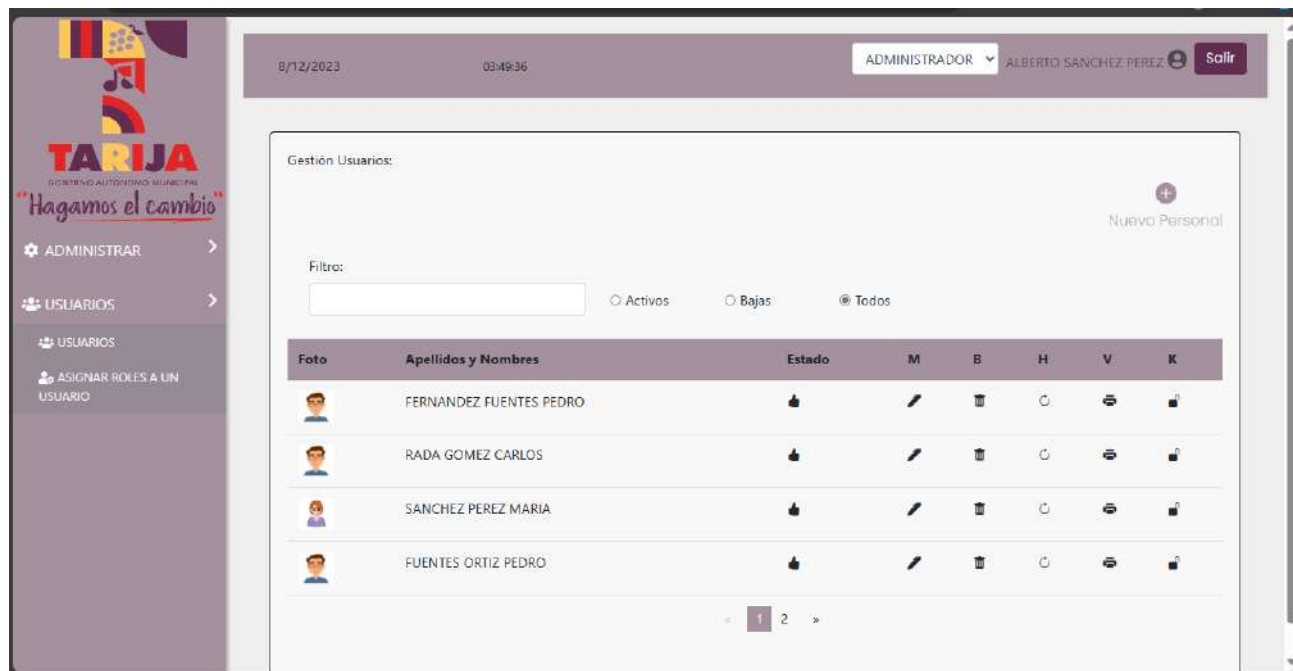 TARIJA
GOBIERNO AUTONOMO MUNICIPAL
"Hagamos el cambio"
ADMINISTRAR
USUARIOS
USUARIOS
ASIGNAR ROLES A UN
USUARIO
8/12/2023 03:49:36 ADMINISTRADOR ALBERTO SANCHEZ PEREZ Salir
Gestión Usuarios:
Nuevo Personal
Filtro:
Activos Bajas Todos
Foto Apellidos y Nombres Estado M B H V K
FERNANDEZ FUENTES PEDRO
RADA GOMEZ CARLOS
SANCHEZ PEREZ MARIA
FUENTES ORTIZ PEDRO
« 1 2 »